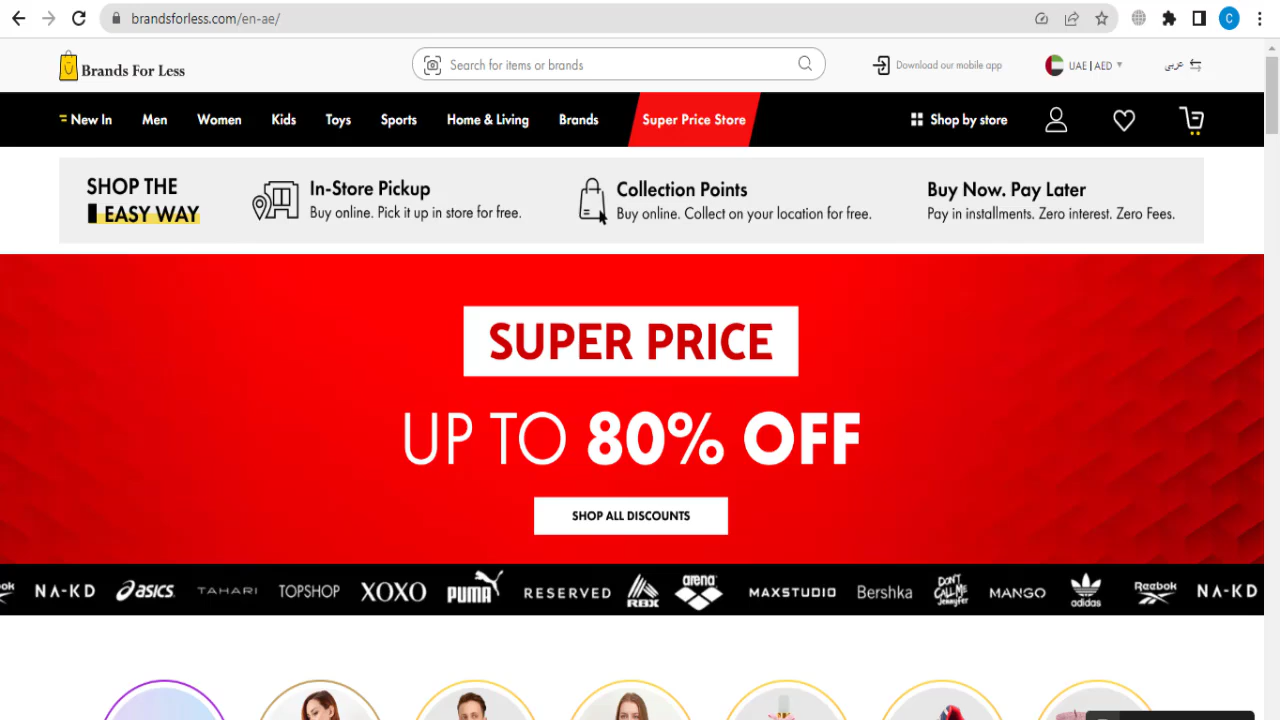 brandsforless.com/en-ae/
C
Brands For Less
Search for items or brands
Download our mobile app
UAE | AED
عربى
New In
Men
Women
Kids
Toys
Sports
Home & Living
Brands
Super Price Store
Shop by store
SHOP THE
EASY WAY
In-Store Pickup
Buy online. Pick it up in store for free.
Collection Points
Buy online. Collect on your location for free.
Buy Now. Pay Later
Pay in installments. Zero interest. Zero Fees.
SUPER PRICE
UP TO 80% OFF
SHOP ALL DISCOUNTS
ok
NA-KD
asics
TAHARI
TOPSHOP
XOXO
PUMA
RESERVED
RBX
arena
MAXSTUDIO
Bershka
DON'T
CALL ME
Jennyfer
MANGO
adidas
Reebok
NA-KD